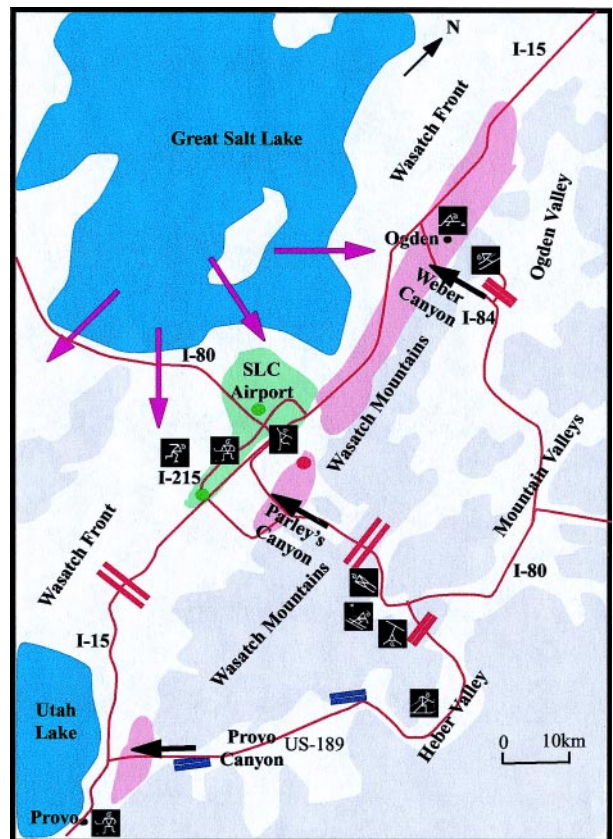 N
I-15
Great Salt Lake
Wasatch Front
Ogden
Ogden Valley
Weber
Canyon
I-84
I-80
SLC
Airport
Wasatch Mountains
I-215
Mountain Valleys
Parley's
Canyon
Wasatch Front
Wasatch Mountains
I-80
I-15
Utah
Lake
Heber Valley
Provo
Canyon
US-189
0 10km
Provo